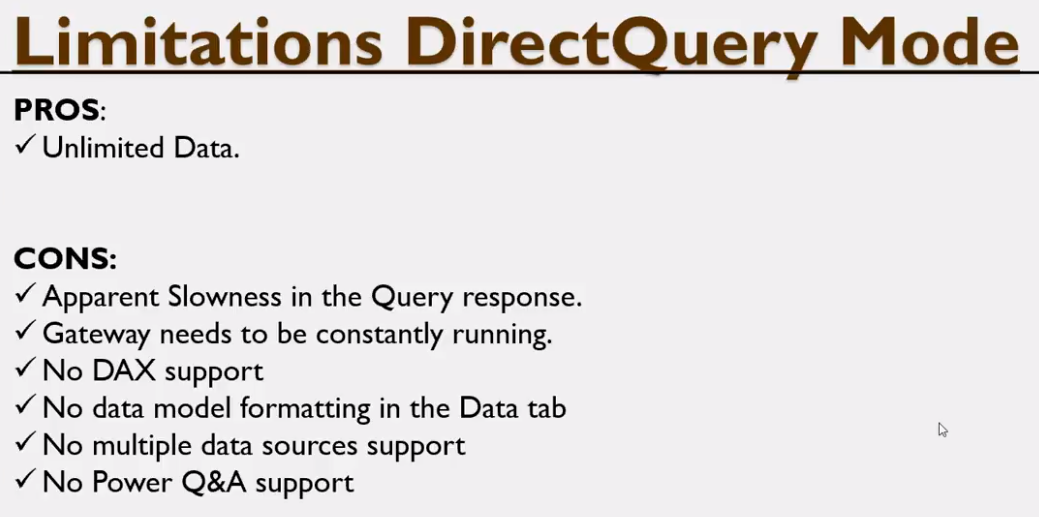 Limitations DirectQuery Mode
PROS:
✓ Unlimited Data.
CONS:
✓ Apparent Slowness in the Query response.
✓ Gateway needs to be constantly running.
✓ No DAX support
✓ No data model formatting in the Data tab
✓ No multiple data sources support
✓ No Power Q&A support